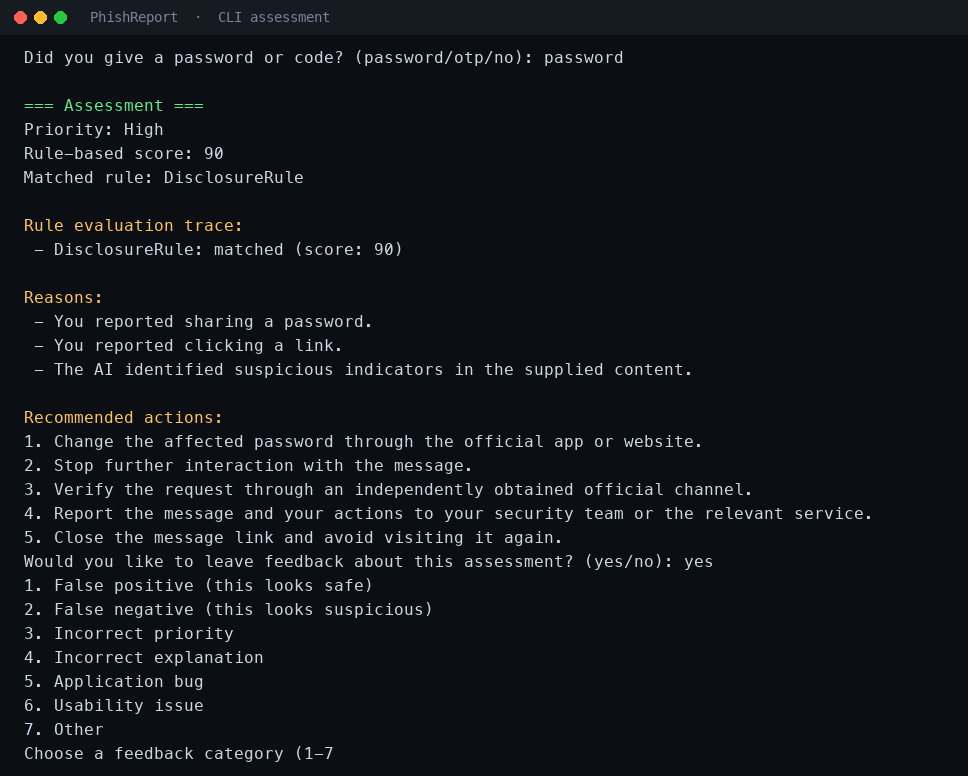 PhishReport · CLI assessment
Did you give a password or code? (password/otp/no): password
=== Assessment ===
Priority: High
Rule-based score: 90
Matched rule: DisclosureRule
Rule evaluation trace:
- DisclosureRule: matched (score: 90)
Reasons:
- You reported sharing a password.
- You reported clicking a link.
- The AI identified suspicious indicators in the supplied content.
Recommended actions:
1. Change the affected password through the official app or website.
2. Stop further interaction with the message.
3. Verify the request through an independently obtained official channel.
4. Report the message and your actions to your security team or the relevant service.
5. Close the message link and avoid visiting it again.
Would you like to leave feedback about this assessment? (yes/no): yes
1. False positive (this looks safe)
2. False negative (this looks suspicious)
3. Incorrect priority
4. Incorrect explanation
5. Application bug
6. Usability issue
7. Other
Choose a feedback category (1-7